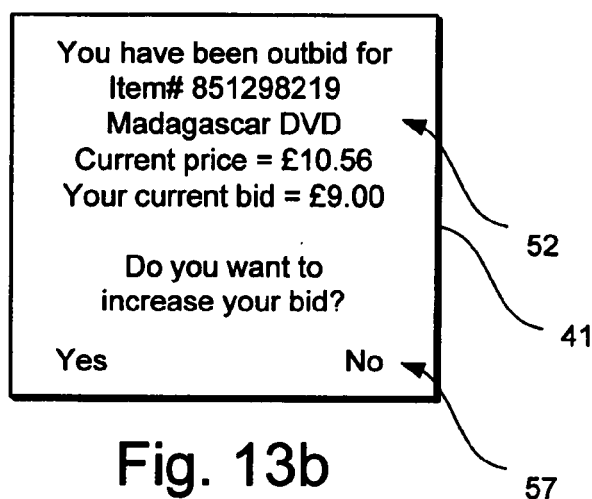 You have been outbid for
Item# 851298219
Madagascar DVD
Current price = £10.56
Your current bid = £9.00
52
Do you want to
increase your bid?
41
Yes No
Fig. 13b
57